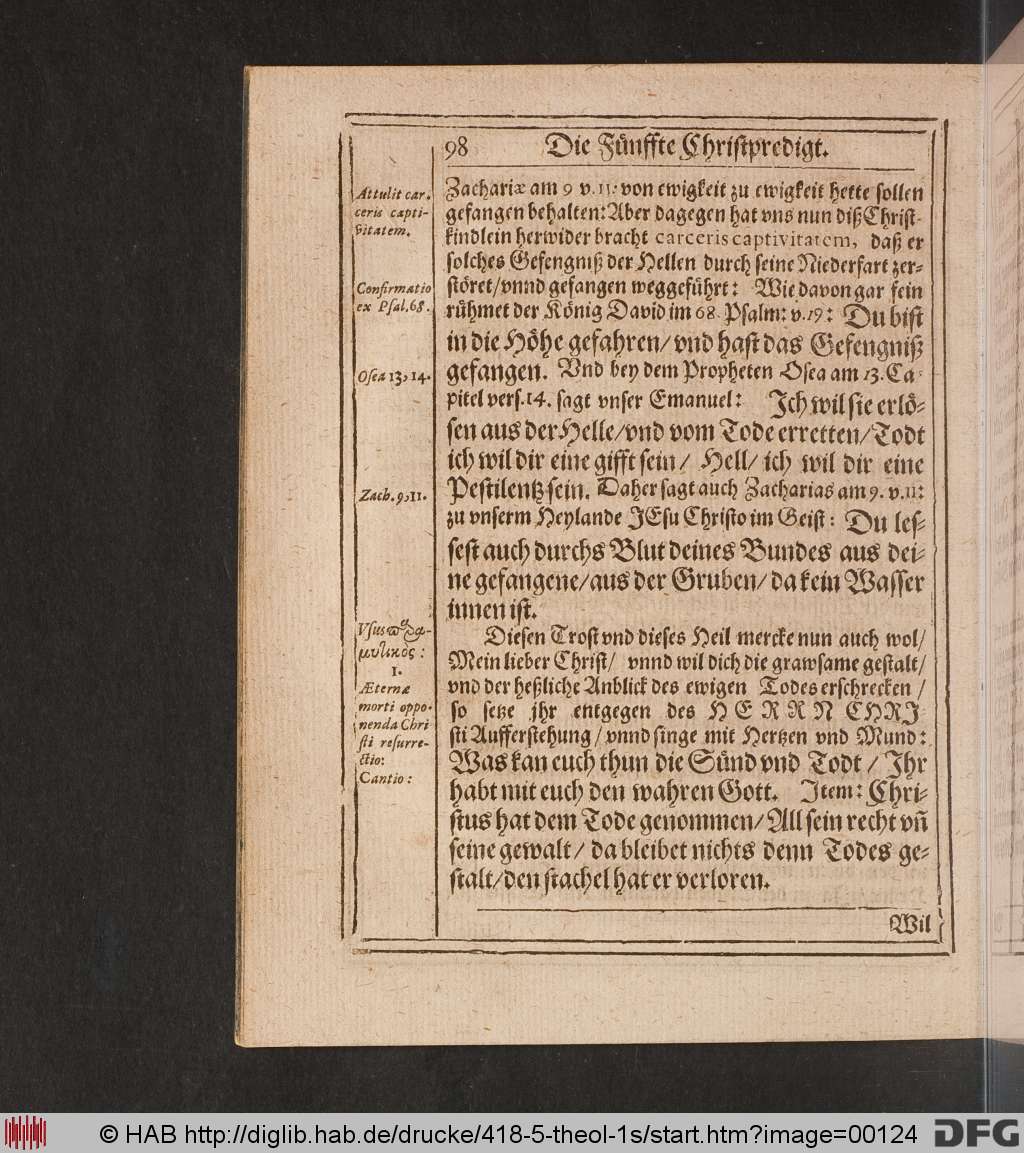 98 Die Fünffte Christpredigt.
Attulit car-
ceris capti-
vitatem.
Confirmatio
ex Psal. 68.
Osea 13, 14.
Zach. 9, 11.
Vsus
1.
Æternæ
morti oppo-
nenda Chri
sti resurre-
ctio:
Cantio:
Zachariæ am 9 v. 11: von ewigkeit zu ewigkeit hette sollen
gefangen behalten: Aber dagegen hat vns nun diß Christ-
kindlein herwider bracht carceris captivitatem, daß er
solches Gefengniß der Hellen durch seine Niederfart zer-
störet/ vnnd gefangen weggeführt: Wie davon gar fein
rühmet der König David im 68. Psalm: v. 19: Du bist
in die Höhe gefahren/ vnd hast das Gefengniß
gefangen. Vnd bey dem Propheten Osea am 13. Ca-
pitel vers. 14. sagt vnser Emanuel: Ich wil sie erlö-
sen aus der Helle/ vnd vom Tode erretten/ Todt
ich wil dir eine gifft sein/ Hell/ ich wil dir eine
Pestilentz sein. Daher sagt auch Zacharias am 9. v. 11:
zu vnserm Heylande JEsu Christo im Geist: Du les-
sest auch durchs Blut deines Bundes aus dei-
ne gefangene/ aus der Gruben/ da kein Wasser
innen ist.
Diesen Trost vnd dieses Heil mercke nun auch wol/
Mein lieber Christ/ vnnd wil dich die grawsame gestalt/
vnd der heßliche Anblick des ewigen Todes erschrecken/
so setze jhr entgegen des HERRN CHRJ
sti Aufferstehung/ vnnd singe mit Hertzen vnd Mund:
Was kan euch thun die Sünd vnd Todt/ Jhr
habt mit euch den wahren Gott. Jtem: Chri-
stus hat dem Tode genommen/ All sein recht vñ
seine gewalt/ da bleibet nichts denn Todes ge-
stalt/ den stachel hat er verloren.
Wil
© HAB http://diglib.hab.de/drucke/418-5-theol-1s/start.htm?image=00124
DFG